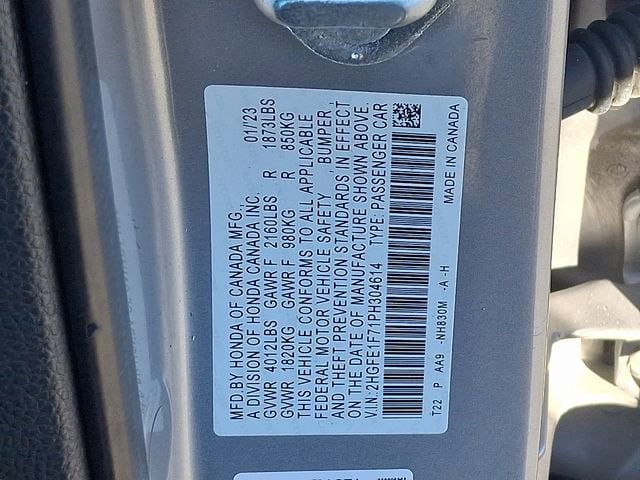 MFD BY HONDA OF CANADA MFG., 01/23
A DIVISION OF HONDA CANADA INC.
GVWR 4012LBS GAWR F 2160LBS R 1873LBS
GVWR 1820KG GAWR F 980KG R 850KG
THIS VEHICLE CONFORMS TO ALL APPLICABLE
FEDERAL MOTOR VEHICLE SAFETY, BUMPER,
AND THEFT PREVENTION STANDARDS IN EFFECT
ON THE DATE OF MANUFACTURE SHOWN ABOVE.
V.I.N: 2HGFE1F71PH304614 TYPE: PASSENGER CAR
T22 P AA9 -NH830M -A -H MADE IN CANADA